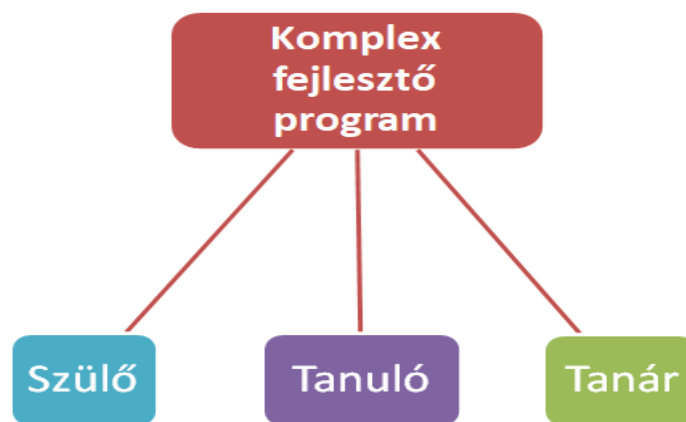 Komplex
fejlesztő
program
Szülő
Tanuló
Tanár